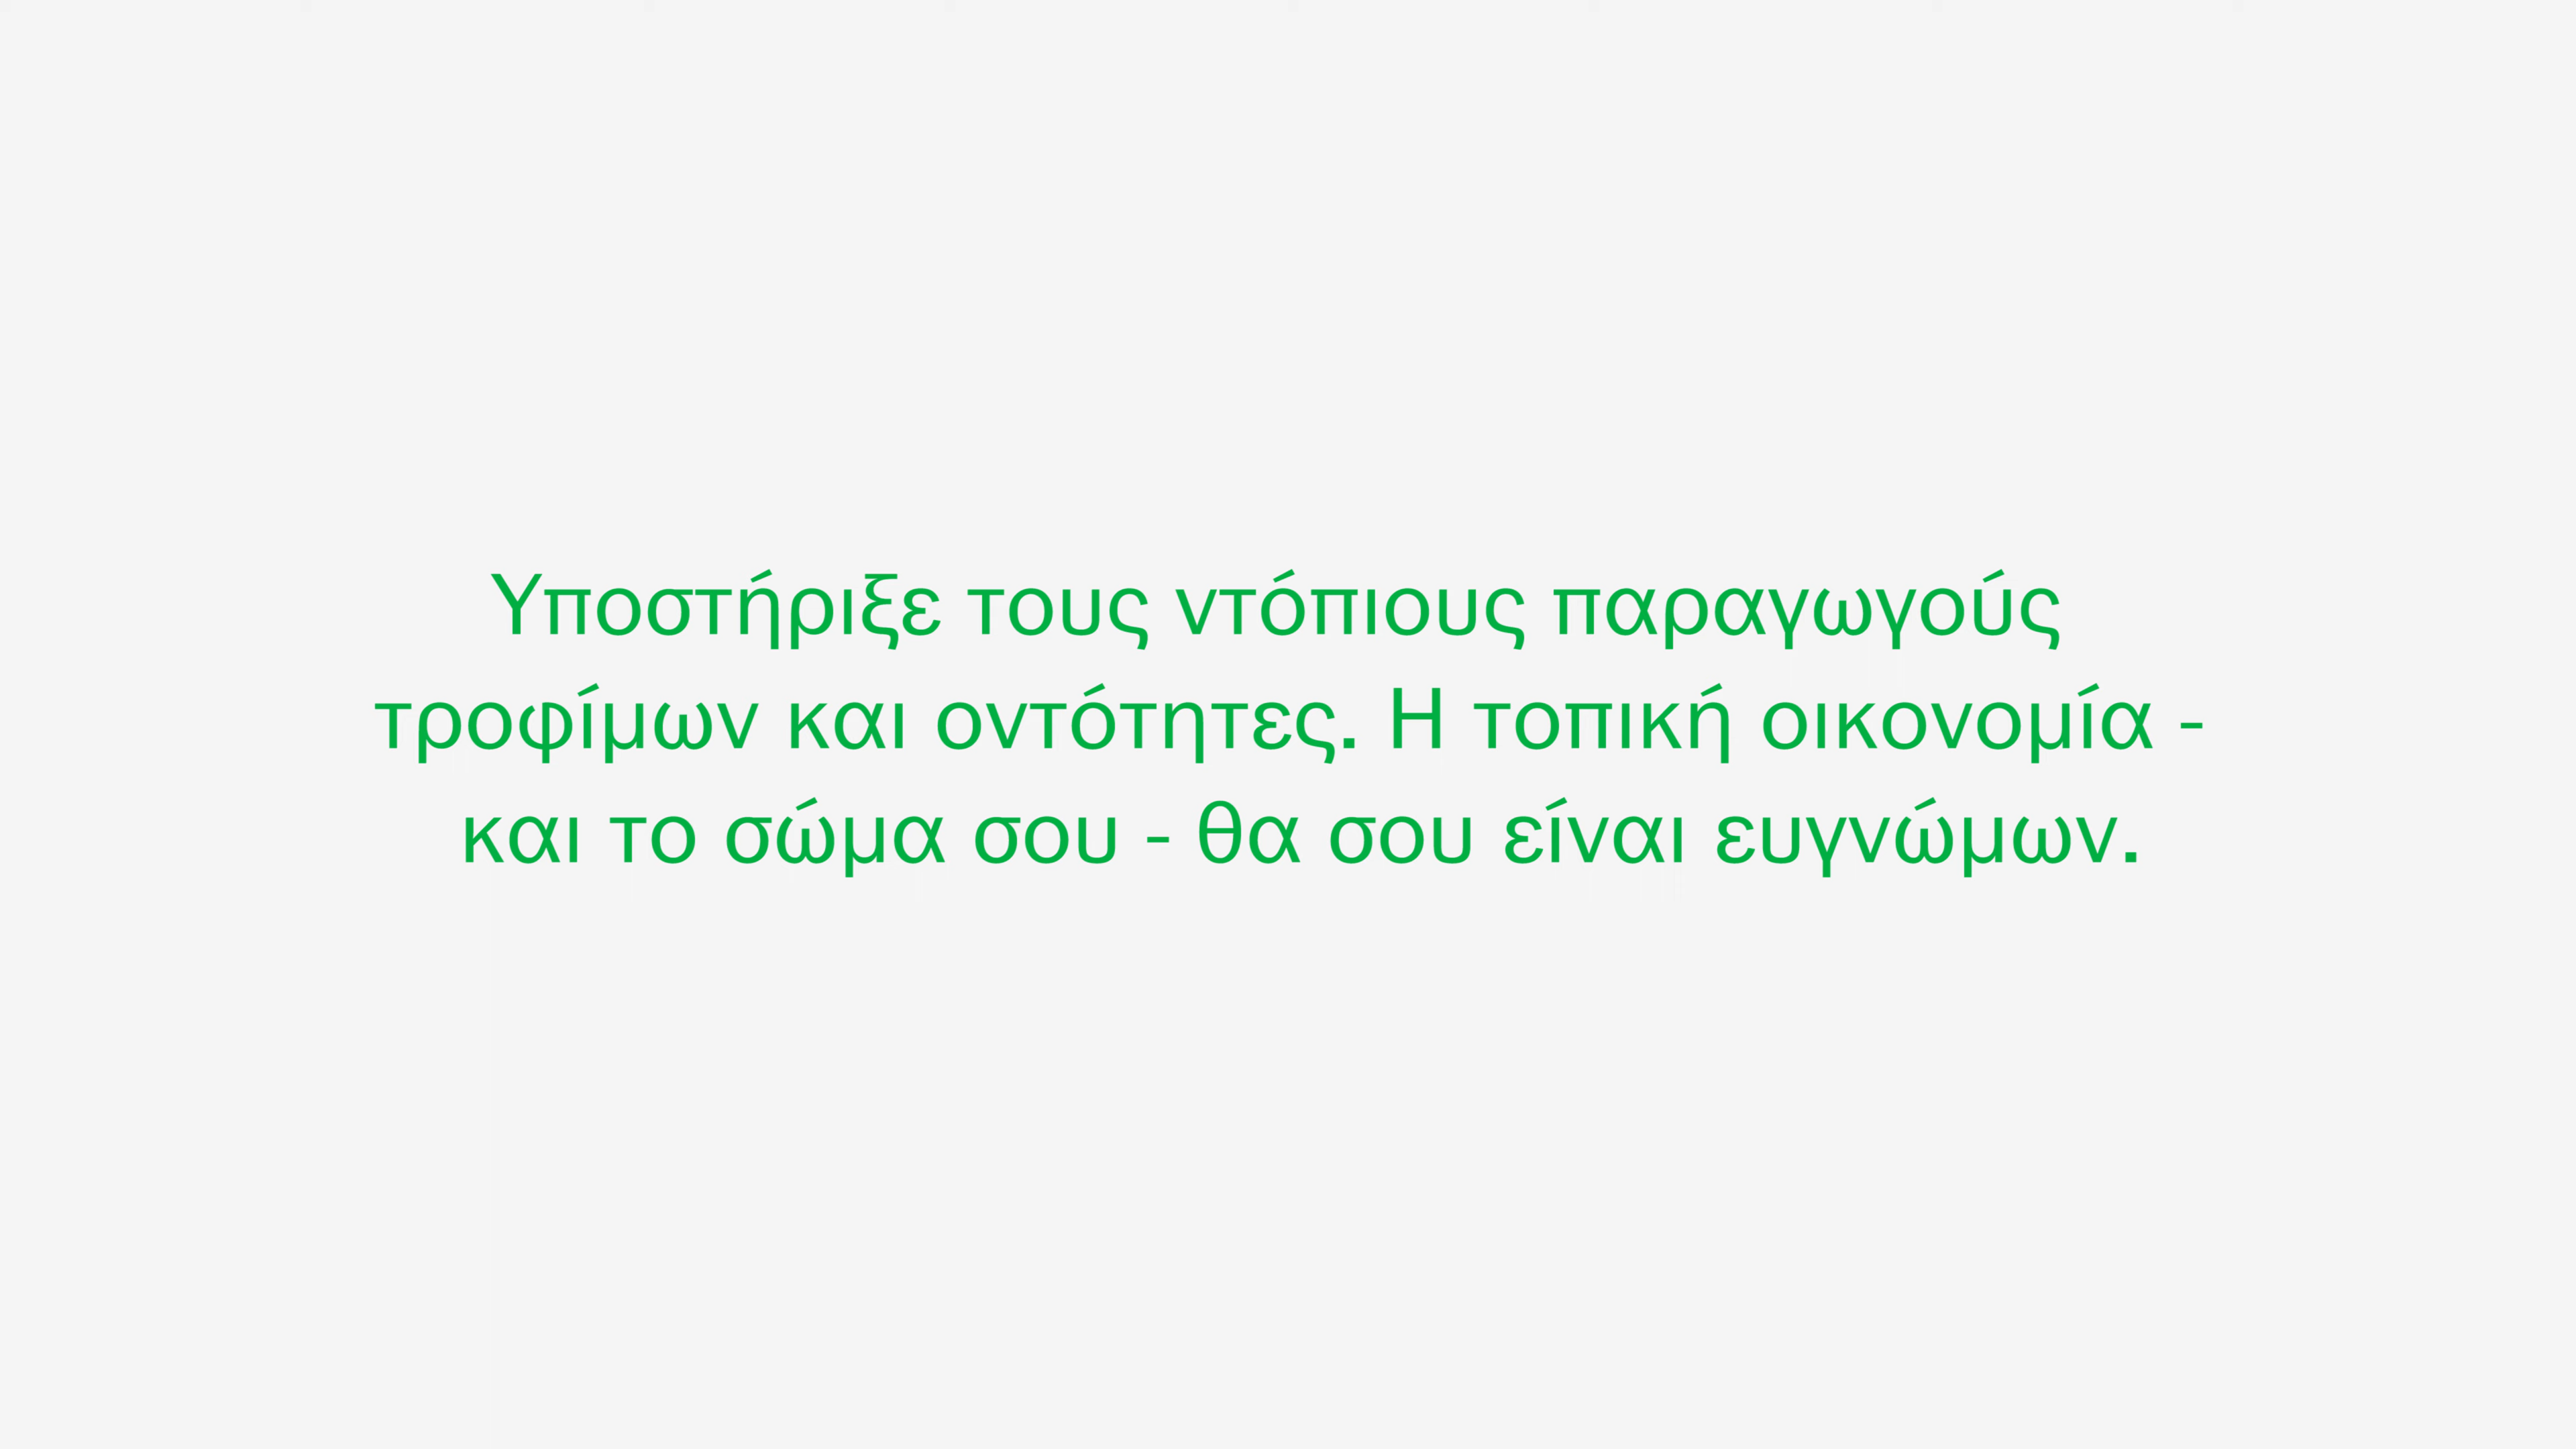 Υποστήριξε τους ντόπιους παραγωγούς
τροφίμων και οντότητες. Η τοπική οικονομία -
και το σώμα σου - θα σου είναι ευγνώμων.